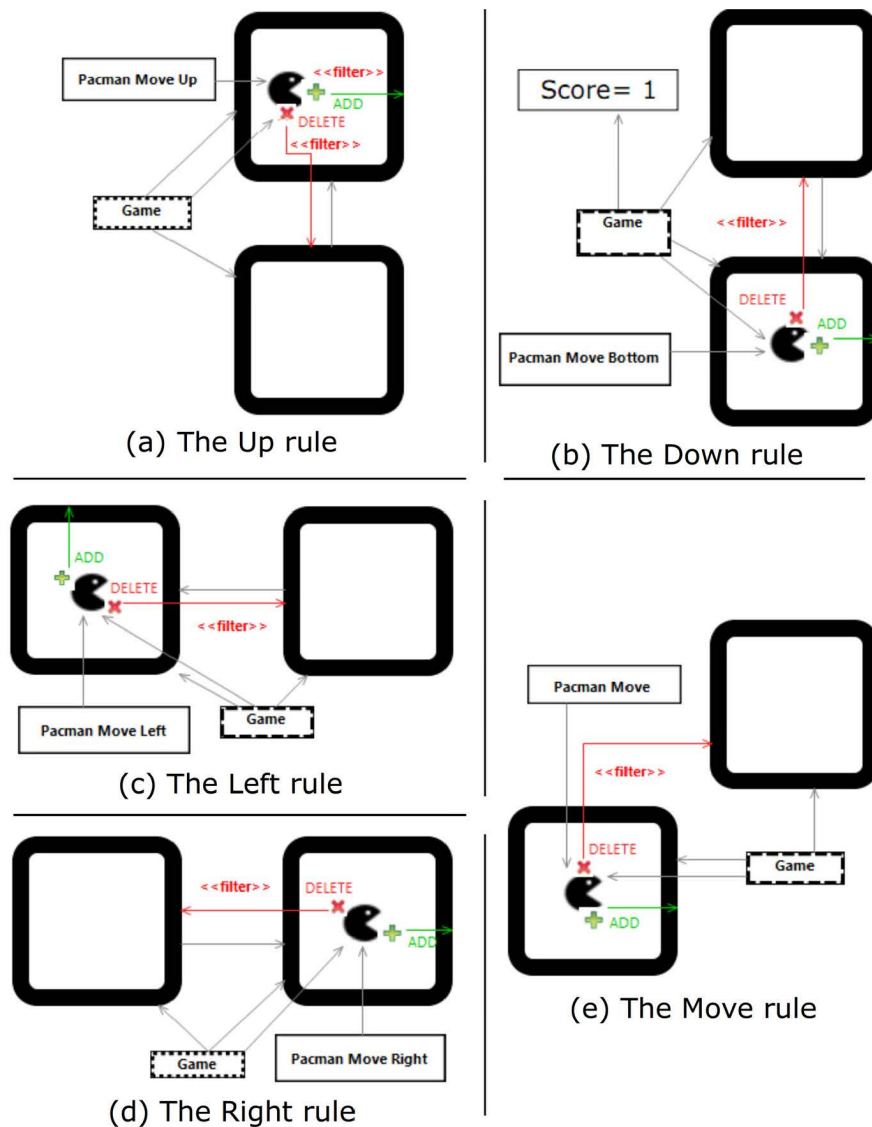 Pacman Move Up
<<filter>>
ADD
DELETE
<<filter>>
Game
(a) The Up rule
Score= 1
Game
<<filter>>
DELETE
ADD
Pacman Move Bottom
(b) The Down rule
ADD
DELETE
<<filter>>
Pacman Move Left
Game
(c) The Left rule
<<filter>>
DELETE
ADD
Game
Pacman Move Right
(d) The Right rule
Pacman Move
<<filter>>
DELETE
Game
ADD
(e) The Move rule